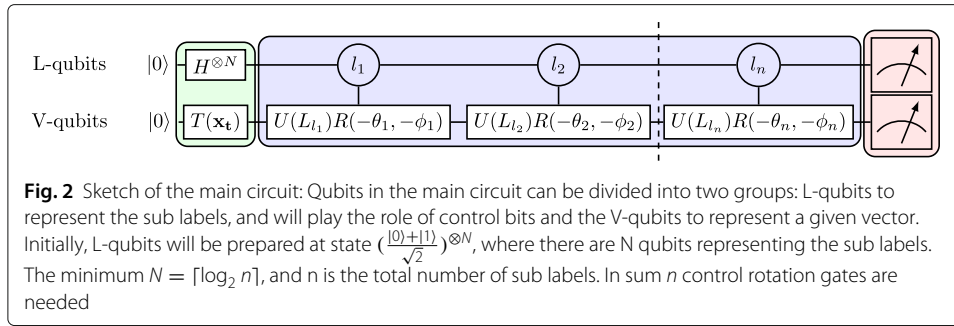 L-qubits |0⟩ H^{⊗N} l_1 l_2 l_n
V-qubits |0⟩ T(x_t) U(L_{l_1})R(−θ_1, −ϕ_1) U(L_{l_2})R(−θ_2, −ϕ_2) U(L_{l_n})R(−θ_n, −ϕ_n)
Fig. 2 Sketch of the main circuit: Qubits in the main circuit can be divided into two groups: L-qubits to
represent the sub labels, and will play the role of control bits and the V-qubits to represent a given vector.
Initially, L-qubits will be prepared at state (\frac{|0⟩+|1⟩}{\sqrt{2}})^{⊗N}, where there are N qubits representing the sub labels.
The minimum N = ⌈log_2 n⌉, and n is the total number of sub labels. In sum n control rotation gates are
needed